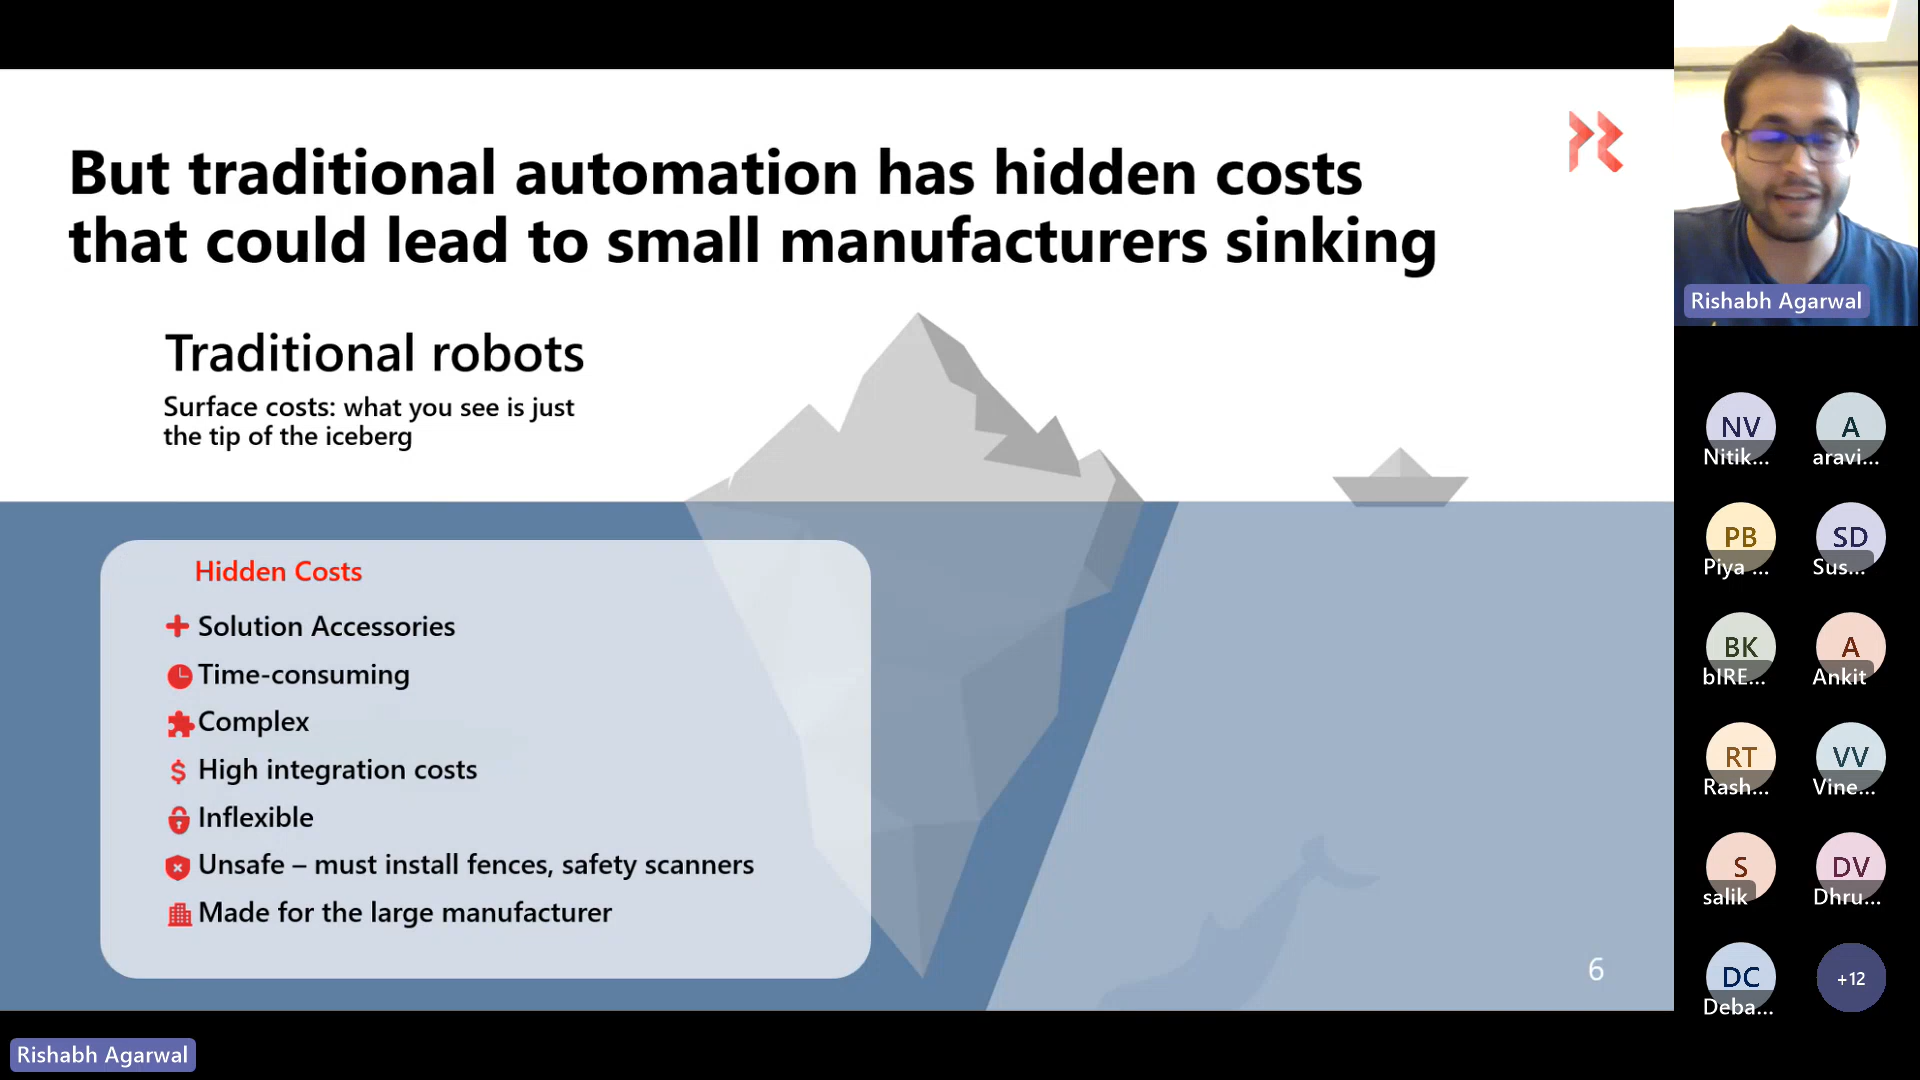 But traditional automation has hidden costs
that could lead to small manufacturers sinking
Traditional robots
Surface costs: what you see is just
the tip of the iceberg
Hidden Costs
Solution Accessories
Time-consuming
Complex
High integration costs
Inflexible
Unsafe – must install fences, safety scanners
Made for the large manufacturer
6
Rishabh Agarwal
Rishabh Agarwal
NV
Nitik...
A
aravi...
PB
Piya ...
SD
Sus...
BK
bIRE...
A
Ankit
RT
Rash...
VV
Vine...
S
salik
DV
Dhru...
DC
Deba...
+12